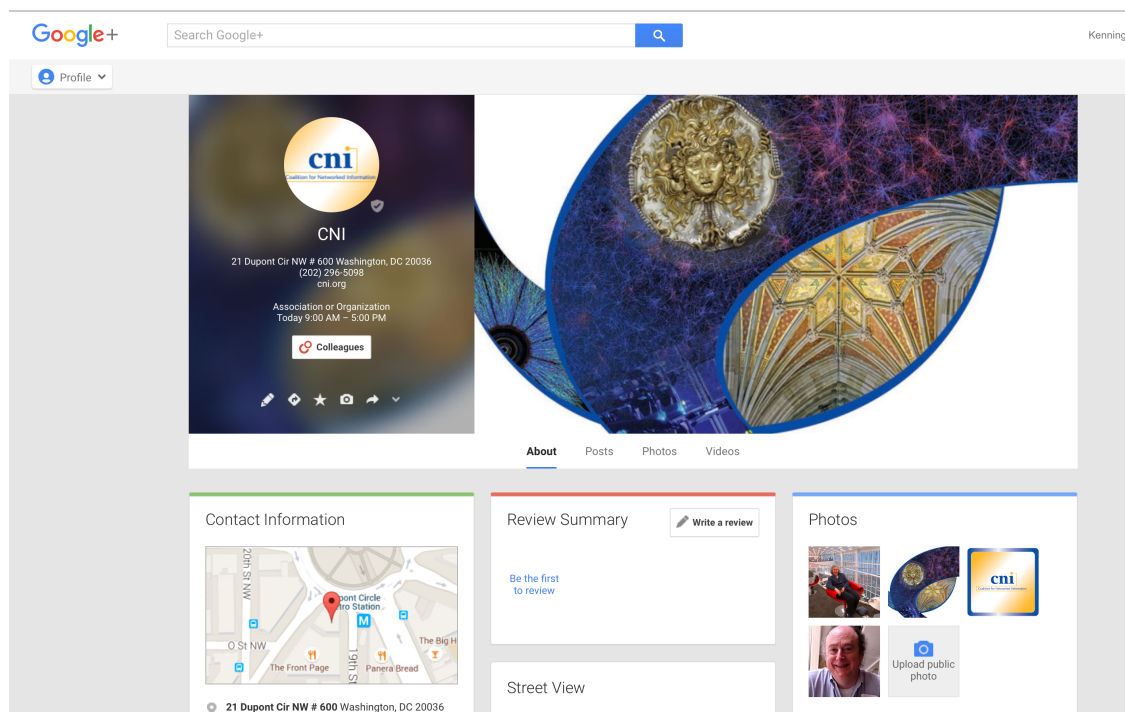 Google+
Search Google+
Kenning
Profile
cni
Coalition for Networked Information
CNI
21 Dupont Cir NW # 600 Washington, DC 20036
(202) 296-5098
cni.org
Association or Organization
Today 9:00 AM – 5:00 PM
Colleagues
About Posts Photos Videos
Contact Information
20th St NW
pont Circle
tro Station
M
O St NW
The Big H
19th St
The Front Page
Panera Bread
21 Dupont Cir NW # 600 Washington, DC 20036
Review Summary
Write a review
Be the first
to review
Street View
Photos
cni
Coalition for Networked Information
Upload public
photo